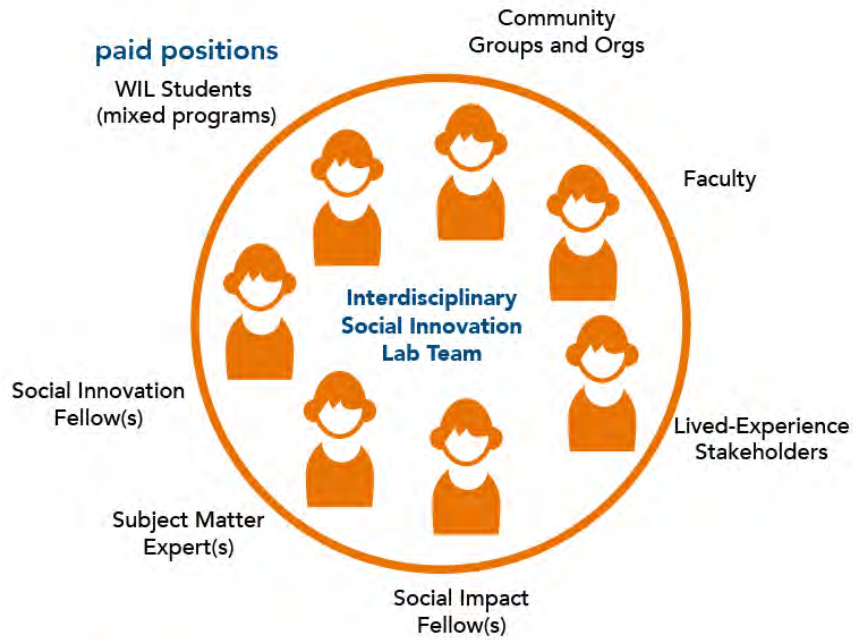 Community
Groups and Orgs
paid positions
WIL Students
(mixed programs)
Faculty
Interdisciplinary
Social Innovation
Lab Team
Social Innovation
Fellow(s)
Lived-Experience
Stakeholders
Subject Matter
Expert(s)
Social Impact
Fellow(s)